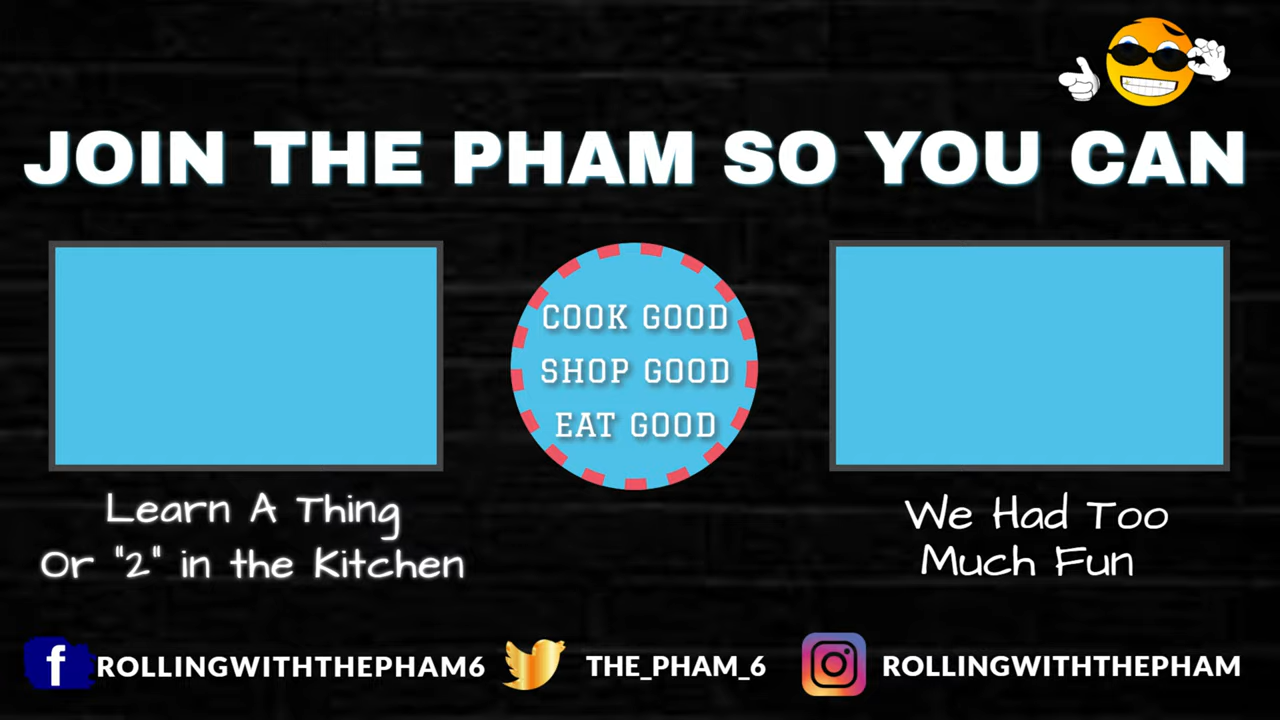 JOIN THE PHAM SO YOU CAN
COOK GOOD
SHOP GOOD
EAT GOOD
Learn A Thing
Or "2" in the Kitchen
We Had Too
Much Fun
f ROLLINGWITHTHEPHAM6 THE_PHAM_6 ROLLINGWITHTHEPHAM